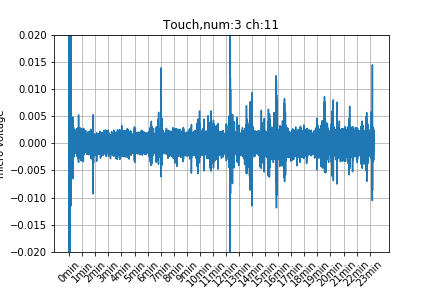 Touch,num:3 ch:11
0.020
0.015
0.010
0.005
0.000
−0.005
−0.010
−0.015
−0.020
micro voltage
0min
1min
2min
3min
4min
5min
6min
7min
8min
9min
10min
11min
12min
13min
14min
15min
16min
17min
18min
19min
20min
21min
22min
23min